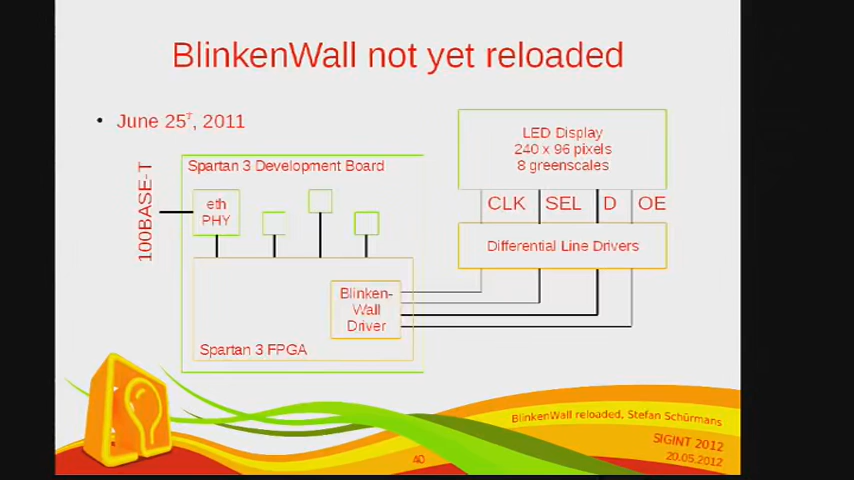 BlinkenWall not yet reloaded
• June 25T, 2011
100BASE-T
Spartan 3 Development Board
eth
PHY
Blinken-
Wall
Driver
Spartan 3 FPGA
LED Display
240 x 96 pixels
8 greenscales
CLK SEL D OE
Differential Line Drivers
BlinkenWall reloaded, Stefan Schürmans
SIGINT 2012
40
20.05.2012